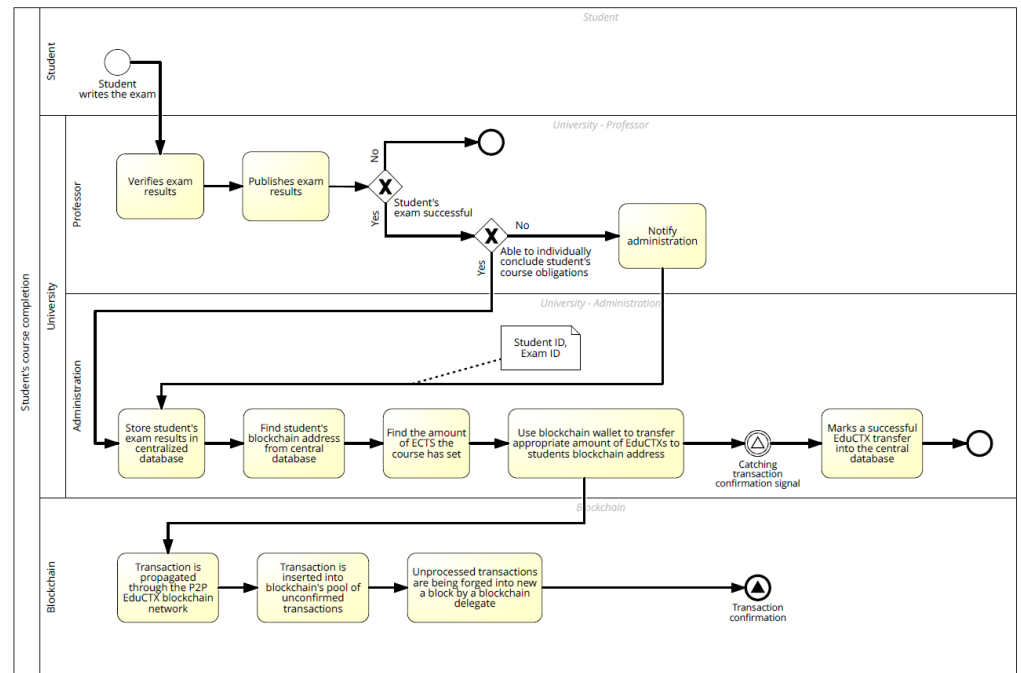 Student's course completion
Student
Student
Student
writes the exam
University
University - Professor
Professor
Verifies exam
results
Publishes exam
results
No
Student's
exam successful
Yes
No
Able to individually
conclude student's
course obligations
Yes
Notify
administration
University - Administration
Administration
Student ID,
Exam ID
Store student's
exam results in
centralized
database
Find student's
blockchain address
from central
database
Find the amount
of ECTS the
course has set
Use blockchain wallet to transfer
appropriate amount of EduCTXs to
students blockchain address
Catching
transaction
confirmation signal
Marks a successful
EduCTX transfer
into the central
database
Blockchain
Blockchain
Transaction is
propagated
through the P2P
EduCTX blockchain
network
Transaction is
inserted into
blockchain's pool of
unconfirmed
transactions
Unprocessed transactions
are being forged into new
a block by a blockchain
delegate
Transaction
confirmation